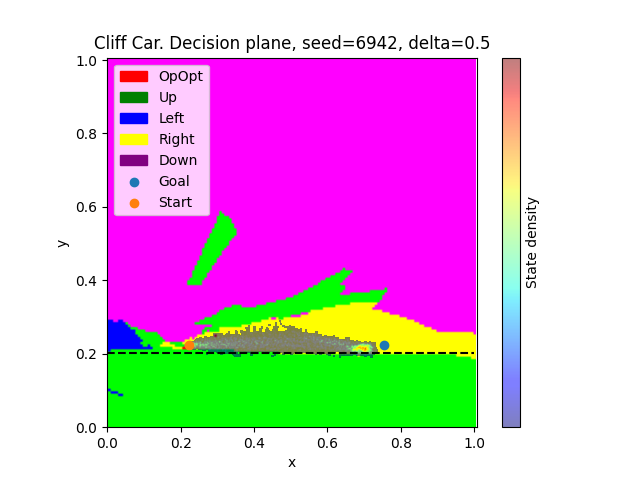 Cliff Car. Decision plane, seed=6942, delta=0.5
1.0
0.8
0.6
0.4
0.2
0.0
y
OpOpt
Up
Left
Right
Down
Goal
Start
0.0 0.2 0.4 0.6 0.8 1.0
x
State density